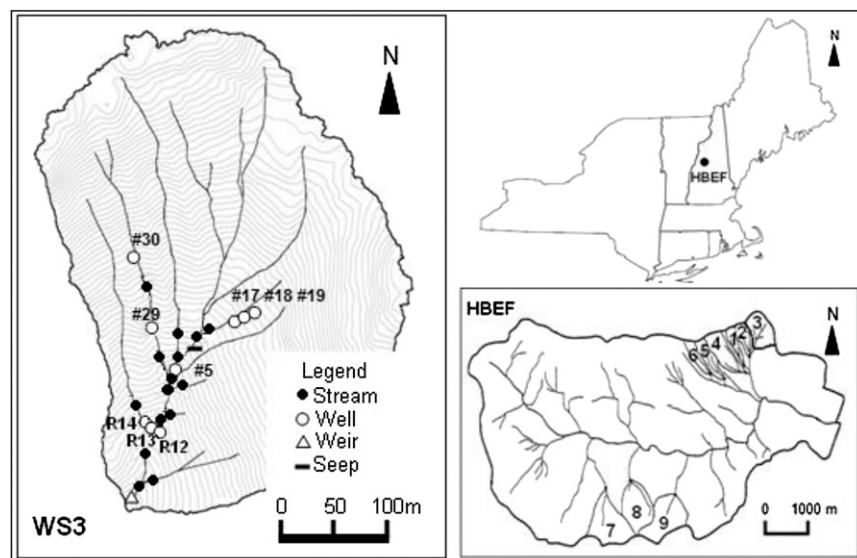 N
#30
#17 #18 #19
#29
#5
R14
R13
R12
Legend
Stream
Well
Weir
Seep
0 50 100m
WS3
N
HBEF
HBEF
N
6 5 4 1 2 3
7 8 9
0 1000 m